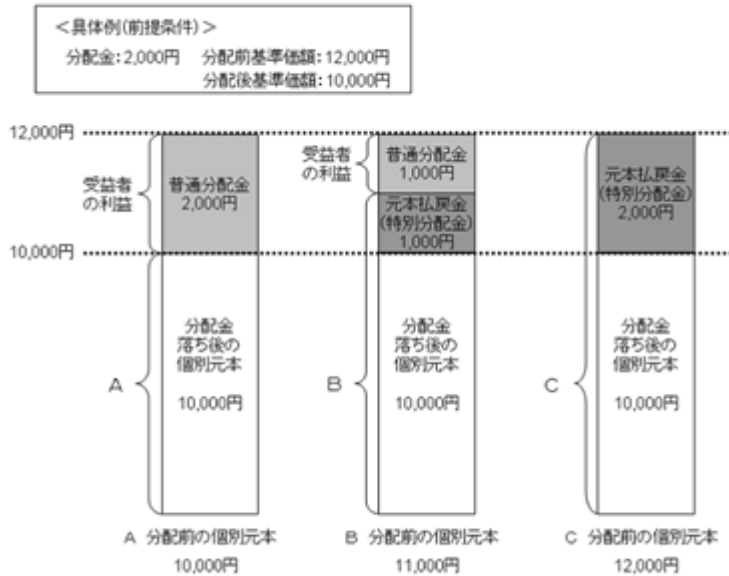 ＜具体例(前提条件)＞
分配金：2,000円　分配前基準価額：12,000円
分配後基準価額：10,000円
12,000円
10,000円
受益者
の利益
普通分配金
2,000円
A
分配金
落ち後の
個別元本
10,000円
A 分配前の個別元本
10,000円
受益者
の利益
普通分配金
1,000円
元本払戻金
(特別分配金)
1,000円
B
分配金
落ち後の
個別元本
10,000円
B 分配前の個別元本
11,000円
元本払戻金
(特別分配金)
2,000円
C
分配金
落ち後の
個別元本
10,000円
C 分配前の個別元本
12,000円